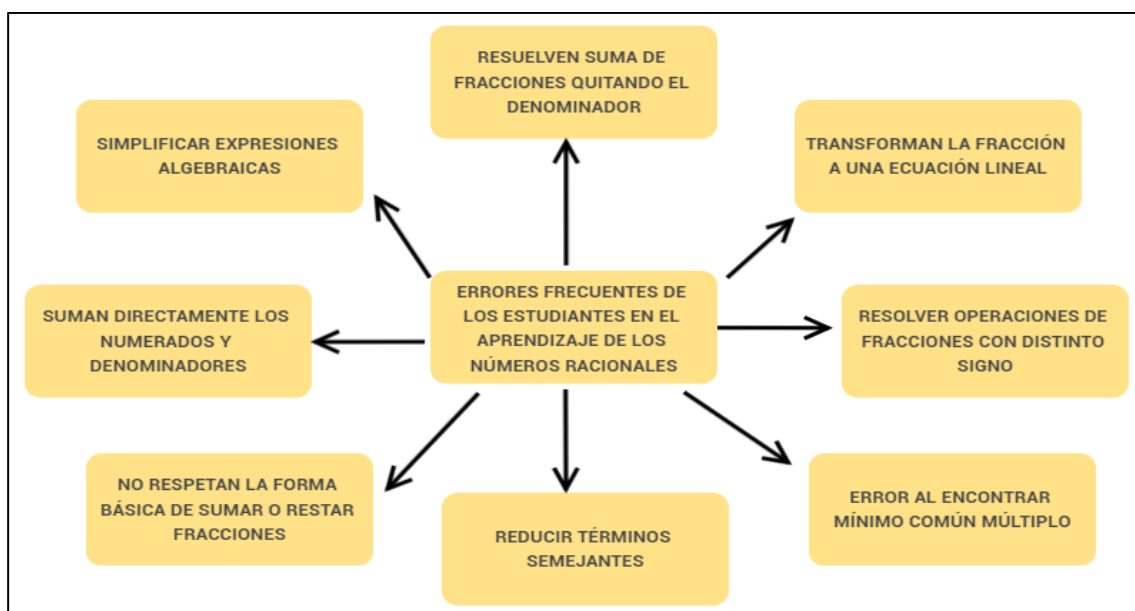 RESUELVEN SUMA DE
FRACCIONES QUITANDO EL
DENOMINADOR
SIMPLIFICAR EXPRESIONES
ALGEBRAICAS
TRANSFORMAN LA FRACCIÓN
A UNA ECUACIÓN LINEAL
ERRORES FRECUENTES DE
LOS ESTUDIANTES EN EL
APRENDIZAJE DE LOS
NÚMEROS RACIONALES
SUMAN DIRECTAMENTE LOS
NUMERADOS Y
DENOMINADORES
RESOLVER OPERACIONES DE
FRACCIONES CON DISTINTO
SIGNO
NO RESPETAN LA FORMA
BÁSICA DE SUMAR O RESTAR
FRACCIONES
REDUCIR TÉRMINOS
SEMEJANTES
ERROR AL ENCONTRAR
MÍNIMO COMÚN MÚLTIPLO